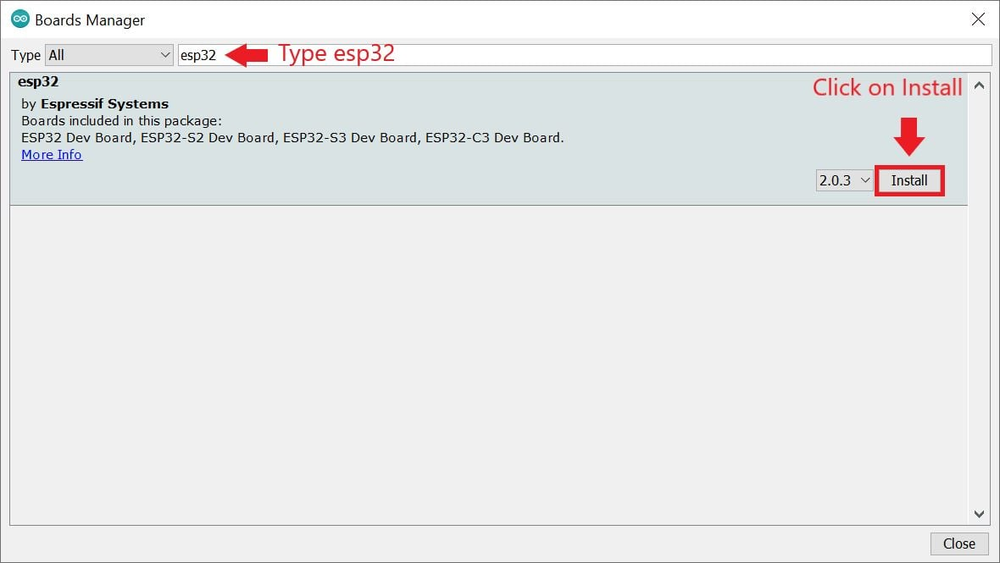 Boards Manager
Type All esp32 Type esp32
esp32
Click on Install
by Espressif Systems
Boards included in this package:
ESP32 Dev Board, ESP32-S2 Dev Board, ESP32-S3 Dev Board, ESP32-C3 Dev Board.
More Info
2.0.3 Install
Close